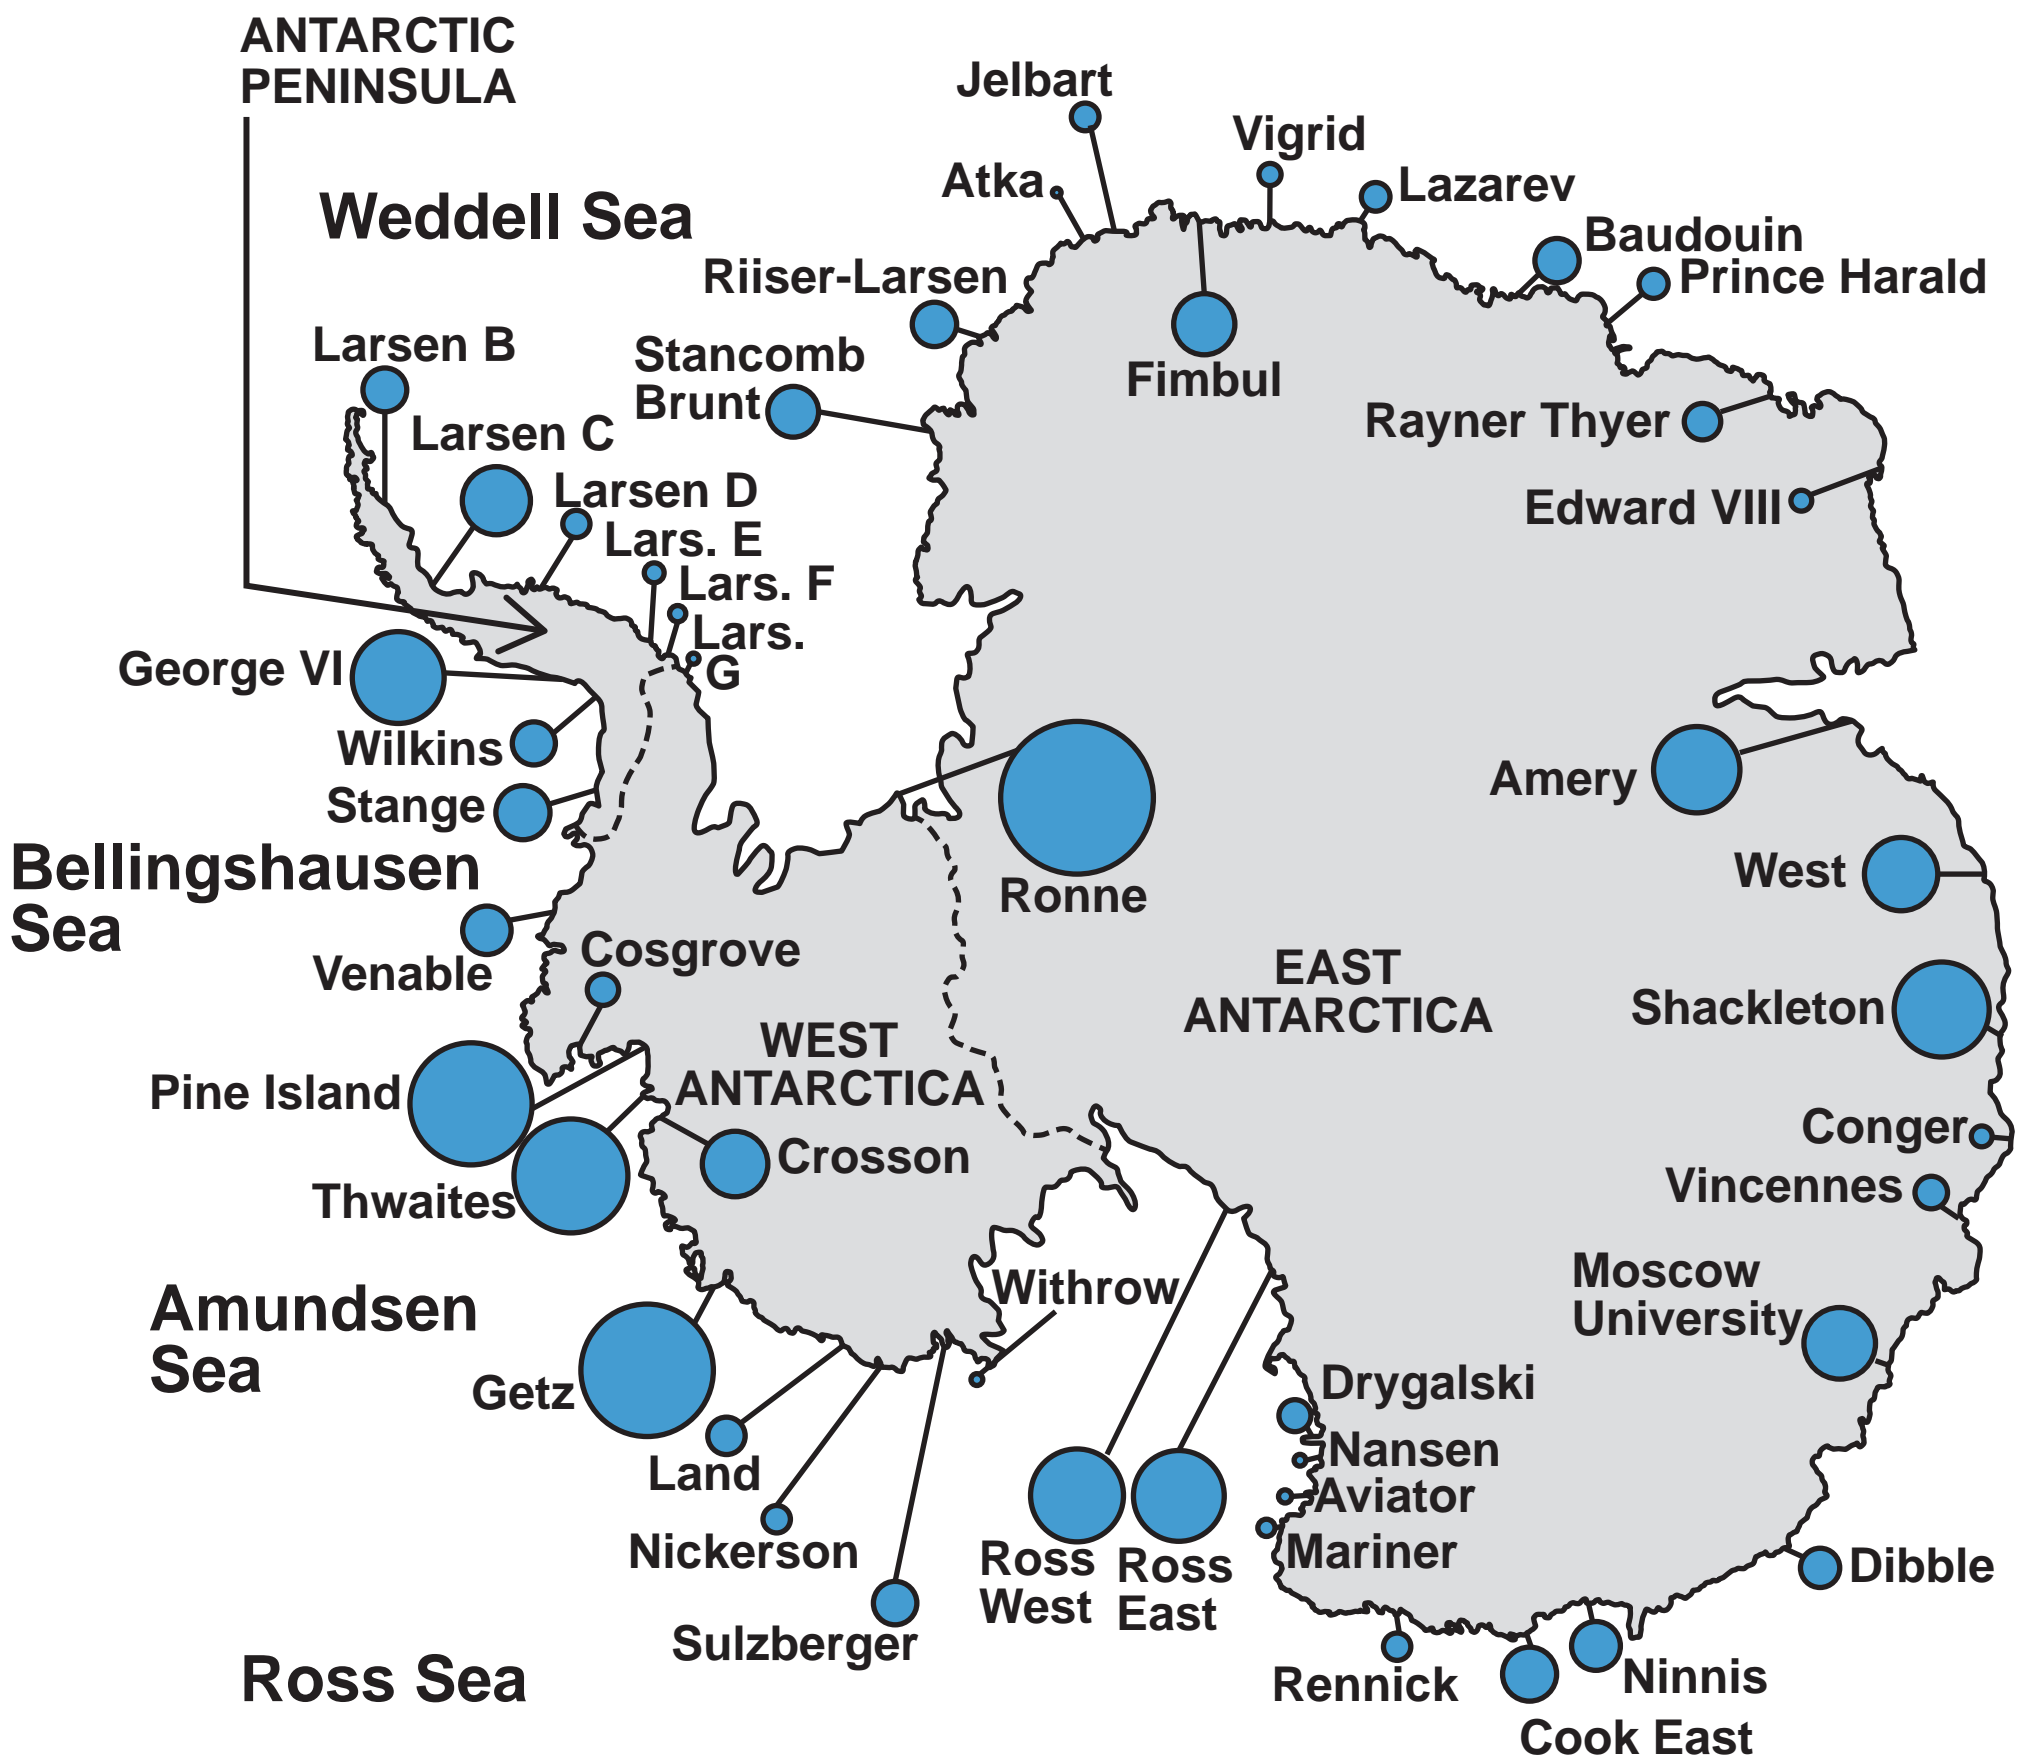 ANTARCTIC
PENINSULA
Jelbart
Vigrid
Atka
Lazarev
Weddell Sea
Baudouin
Prince Harald
Riiser-Larsen
Larsen B
Stancomb
Brunt
Fimbul
Rayner Thyer
Larsen C
Larsen D
Edward VIII
Lars. E
Lars. F
Lars.
G
George VI
Wilkins
Stange
Amery
Bellingshausen
Sea
West
Ronne
Venable
Cosgrove
EAST
ANTARCTICA
Shackleton
WEST
ANTARCTICA
Pine Island
Conger
Crosson
Thwaites
Vincennes
Amundsen
Sea
Withrow
Moscow
University
Getz
Drygalski
Land
Nansen
Aviator
Nickerson
Mariner
Ross
West
Ross
East
Dibble
Sulzberger
Ross Sea
Rennick
Ninnis
Cook East